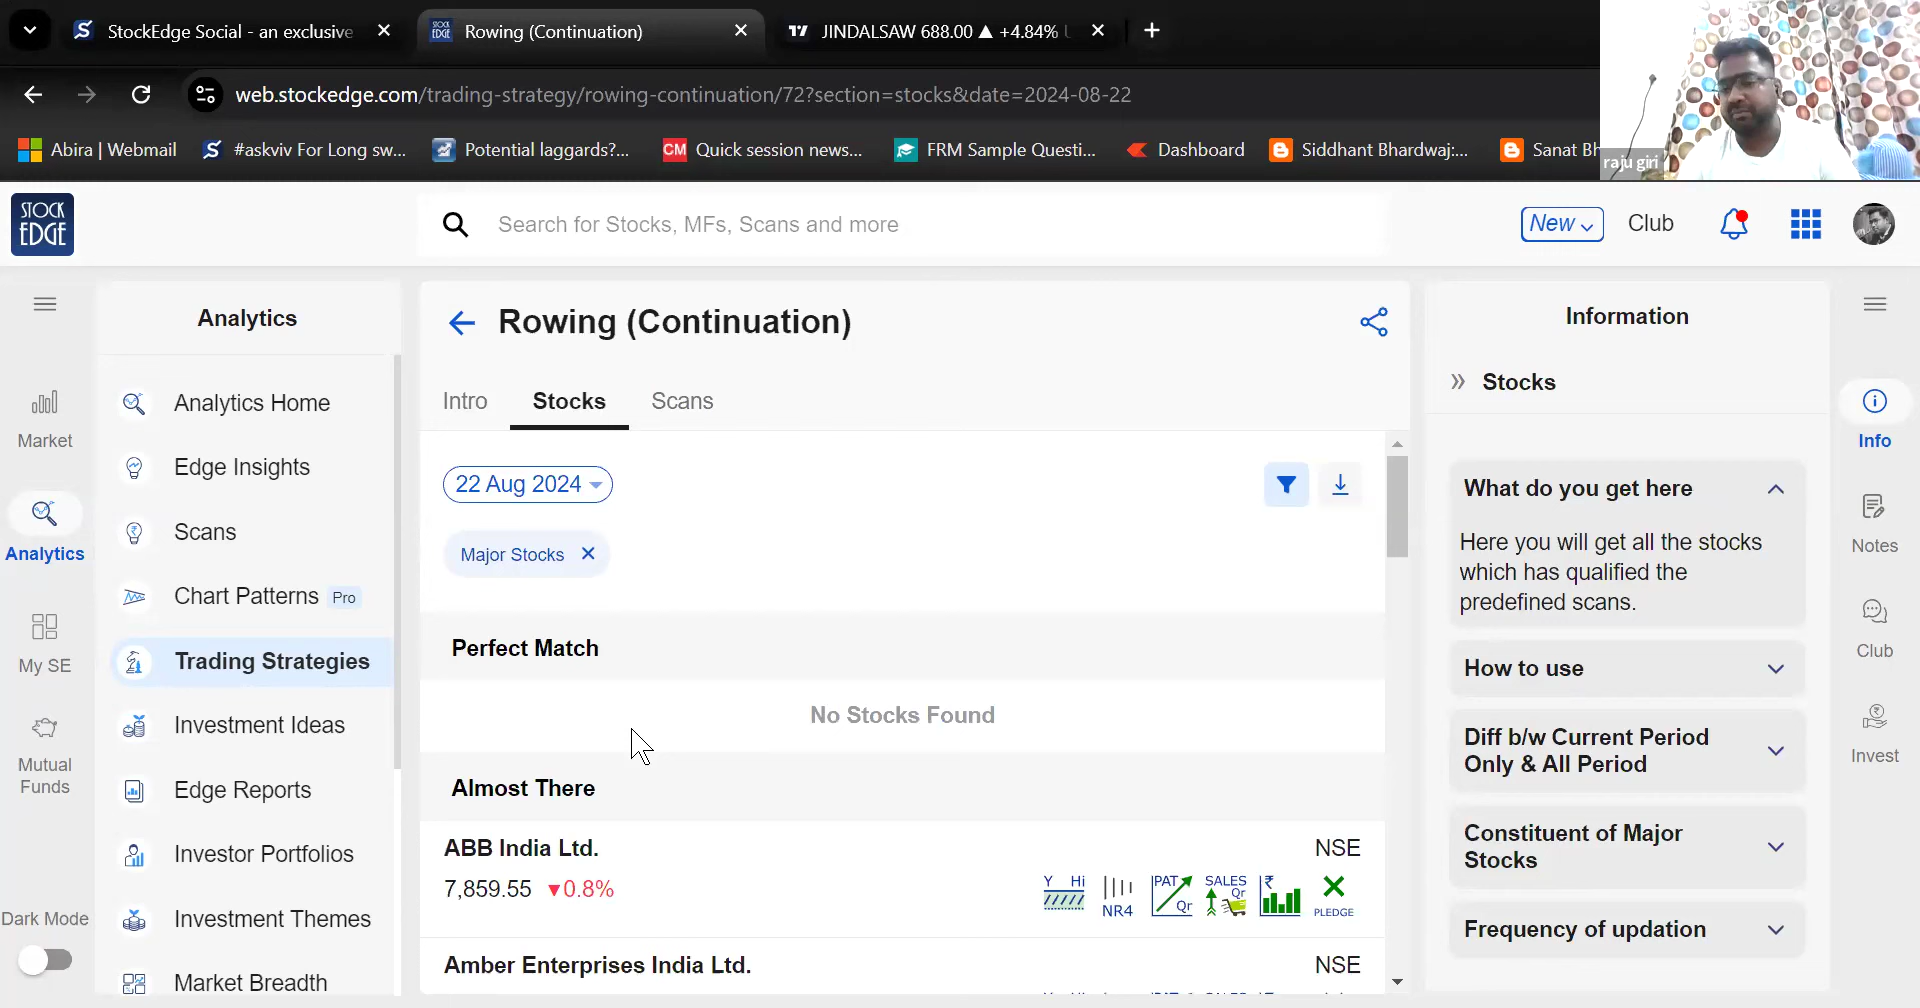 StockEdge Social - an exclusive
STOCK EDGE
Rowing (Continuation)
JINDALSAW 688.00 ▲ +4.84%
web.stockedge.com/trading-strategy/rowing-continuation/72?section=stocks&date=2024-08-22
Abira | Webmail
#askviv For Long sw...
Potential laggards?...
CM Quick session news...
FRM Sample Questi...
Dashboard
Siddhant Bhardwaj:...
Sanat Bh
raju giri
STOCK
EDGE
Search for Stocks, MFs, Scans and more
New
Club
Market
Analytics
My SE
Mutual
Funds
Dark Mode
Analytics
Analytics Home
Edge Insights
Scans
Chart Patterns Pro
Trading Strategies
Investment Ideas
Edge Reports
Investor Portfolios
Investment Themes
Market Breadth
Rowing (Continuation)
Intro
Stocks
Scans
22 Aug 2024
Major Stocks ✕
Perfect Match
No Stocks Found
Almost There
ABB India Ltd.
NSE
7,859.55 ▼0.8%
Y Hi
NR4
PAT Qr
SALES Qr
₹
PLEDGE
Amber Enterprises India Ltd.
NSE
Information
» Stocks
What do you get here
Here you will get all the stocks
which has qualified the
predefined scans.
How to use
Diff b/w Current Period
Only & All Period
Constituent of Major
Stocks
Frequency of updation
Info
Notes
Club
Invest